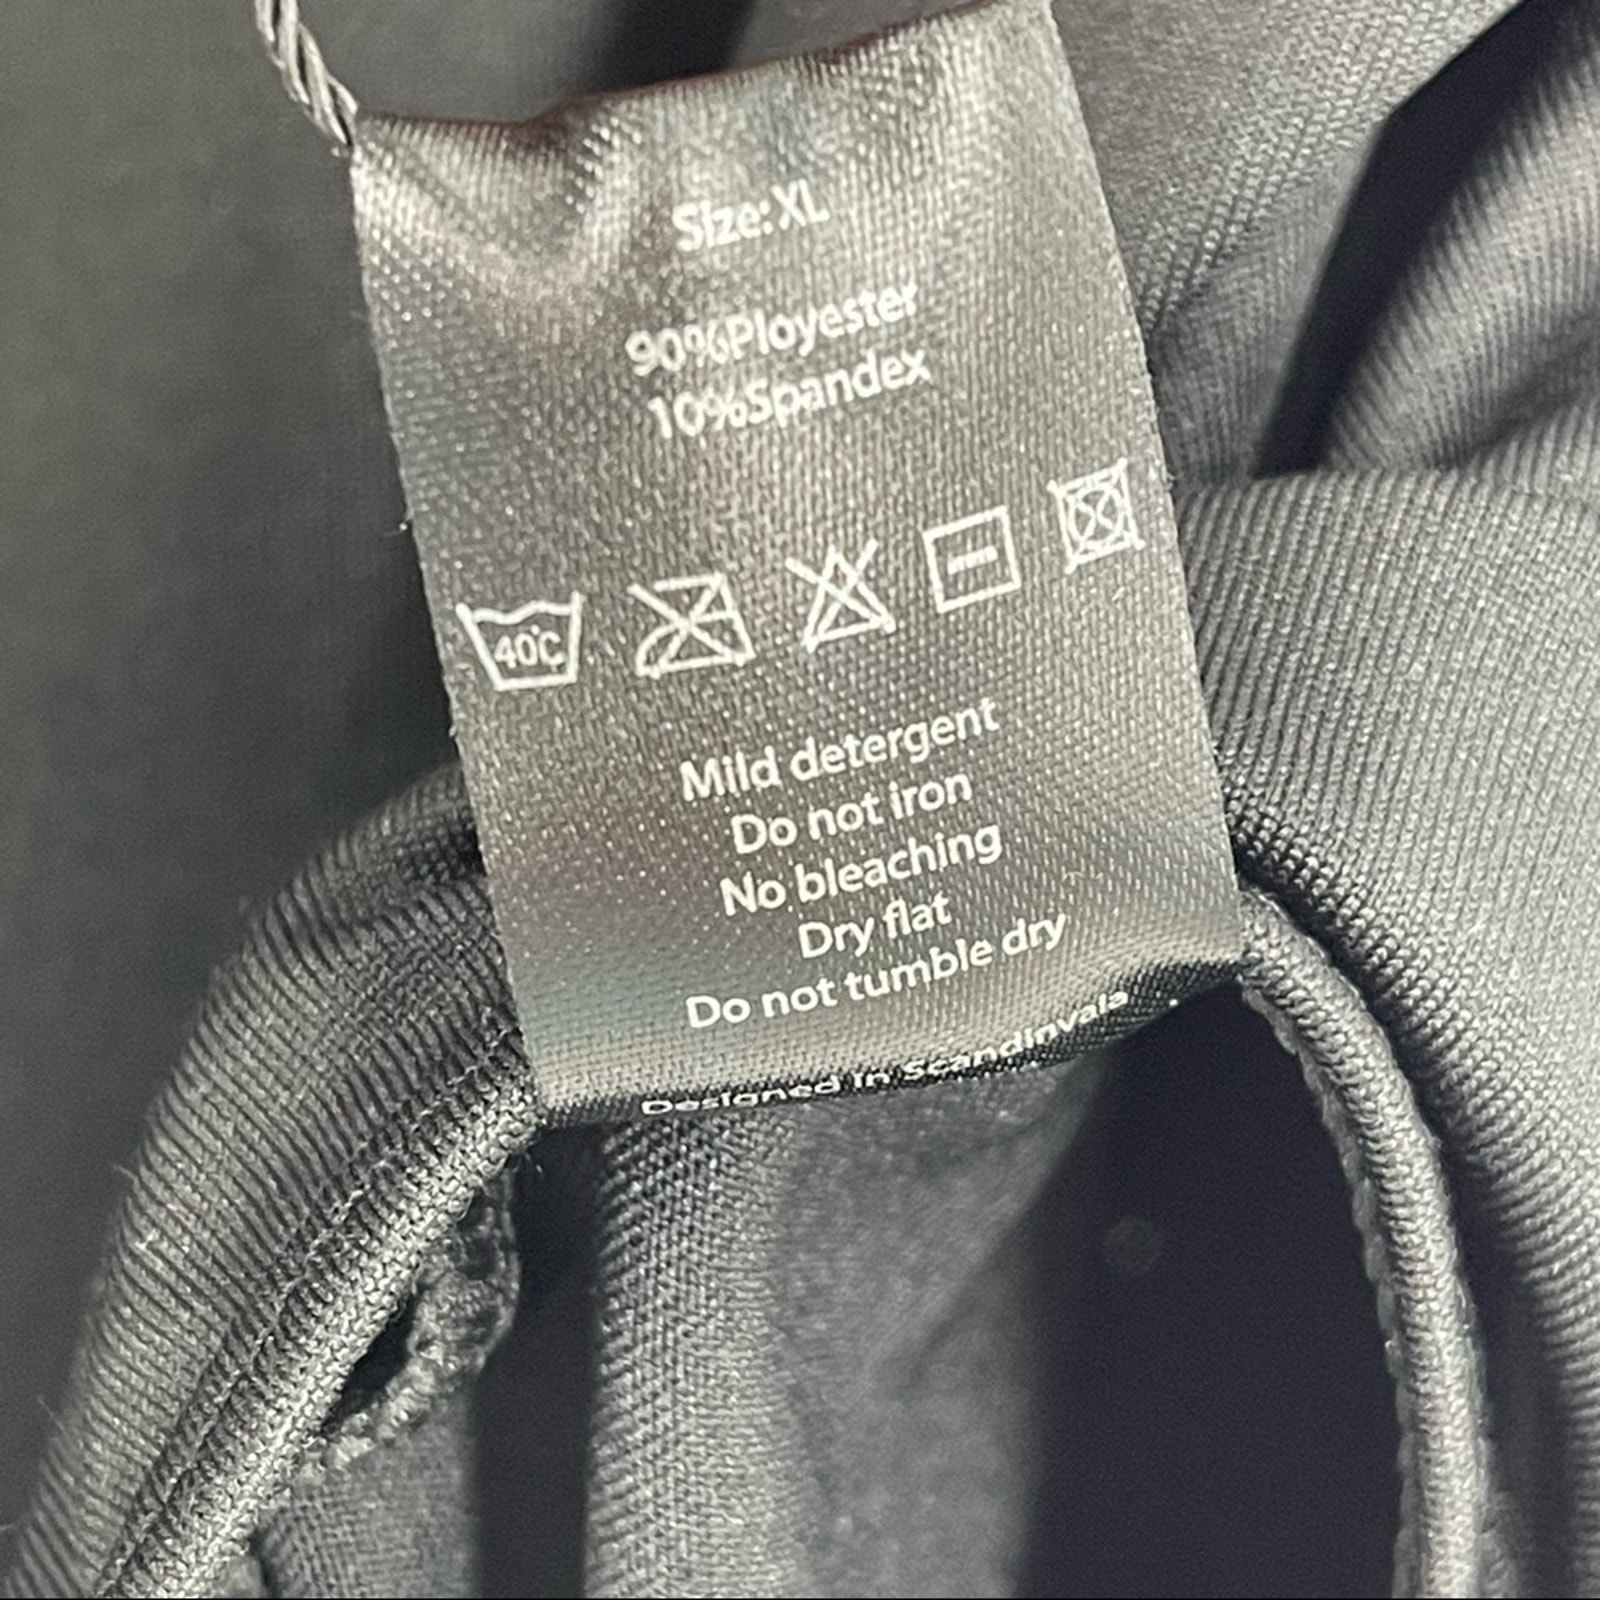 Size:XL
90%Ployester
10%Spandex
40°C
Mild detergent
Do not iron
No bleaching
Dry flat
Do not tumble dry
Designed in scandinvaia